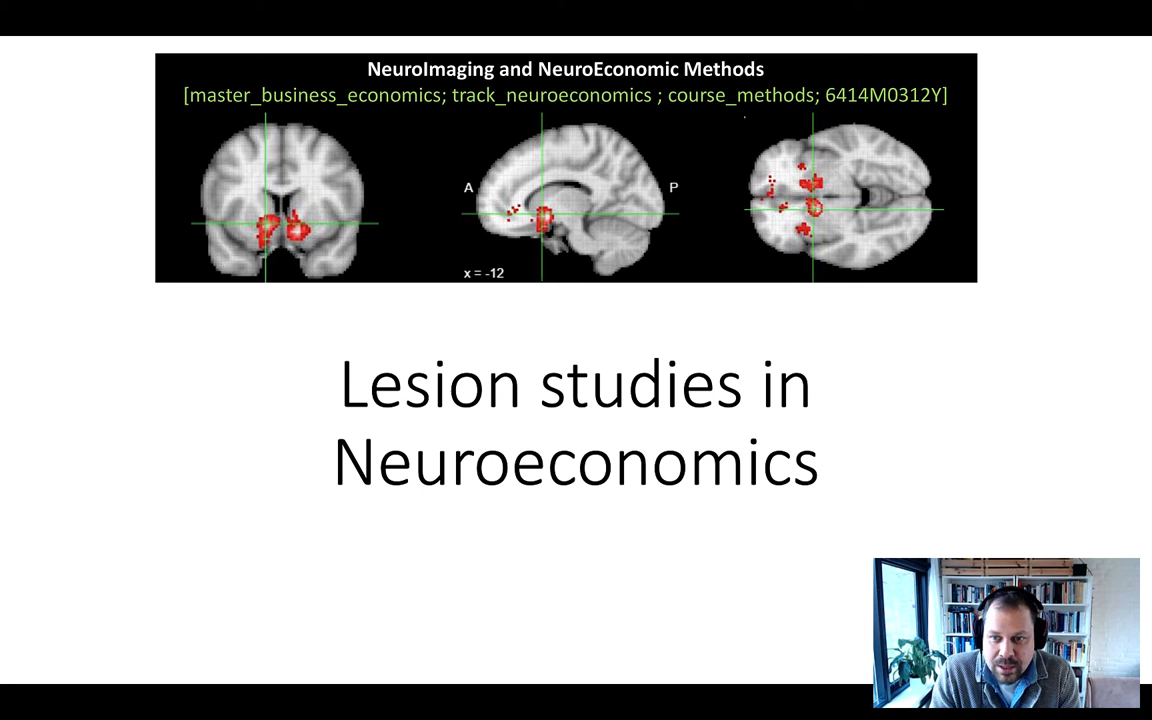 NeuroImaging and NeuroEconomic Methods
[master_business_economics; track_neuroeconomics ; course_methods; 6414M0312Y]
A
P
x = -12
Lesion studies in
Neuroeconomics